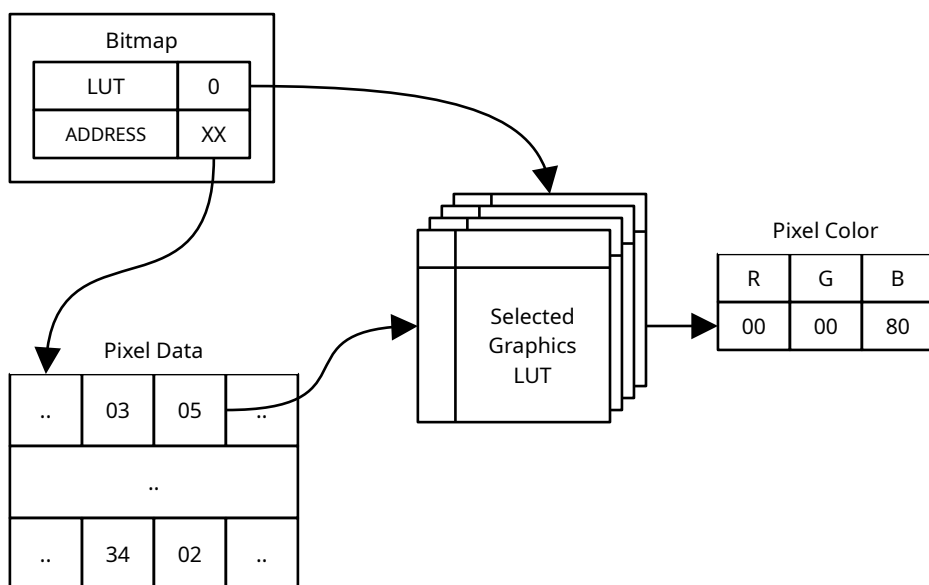 Bitmap
LUT 0
ADDRESS XX
Pixel Color
R G B
00 00 80
Selected
Graphics
LUT
Pixel Data
.. 03 05 ..
..
.. 34 02 ..